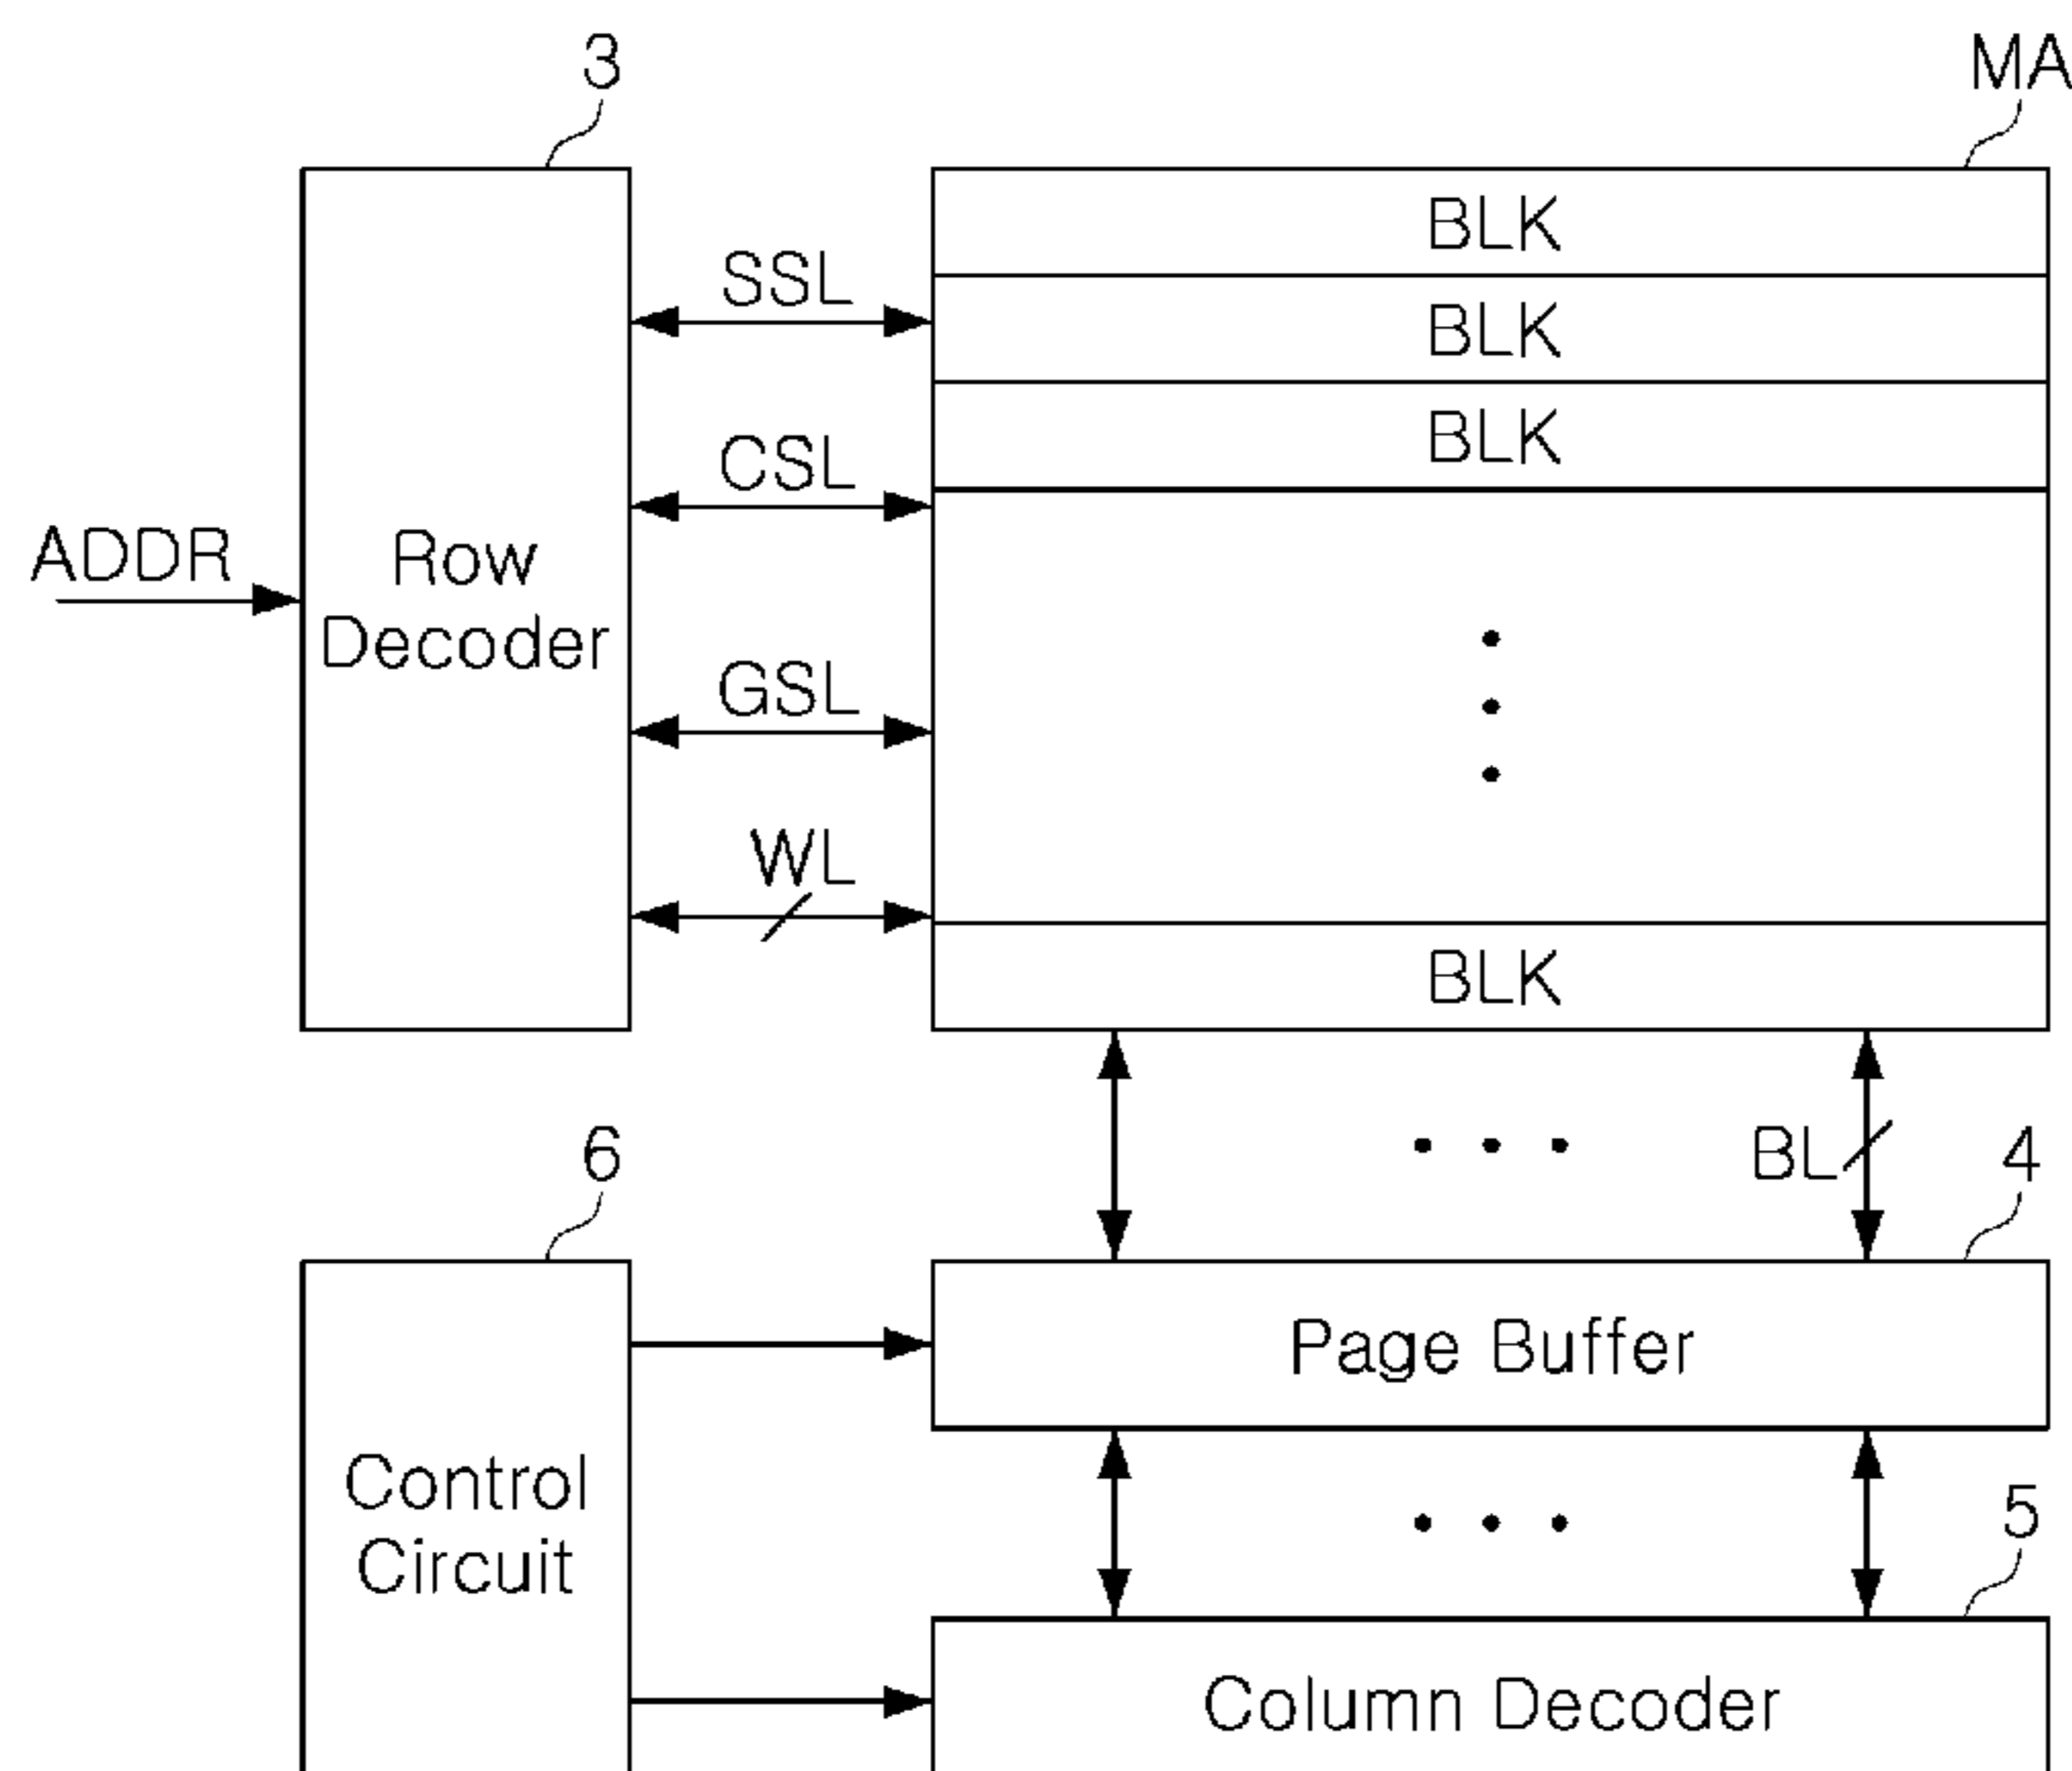 3
MA
BLK
SSL
BLK
CSL
BLK
ADDR
Row
Decoder
GSL
WL
BLK
6
BL
4
Page Buffer
Control
Circuit
5
Column Decoder